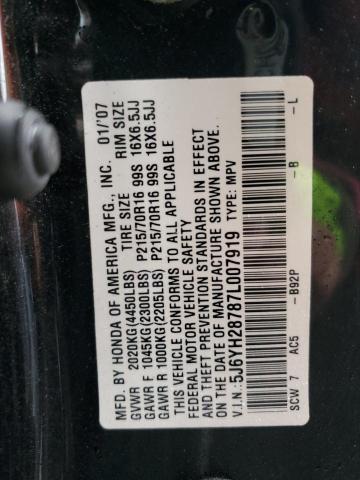 MFD. BY HONDA OF AMERICA MFG., INC. 01/'07
TIRE SIZE RIM SIZE
GVWR 2020KG(4450LBS)
GAWR F 1045KG(2300LBS) P215/70R16 99S 16X6.5JJ
GAWR R 1000KG(2205LBS) P215/70R16 99S 16X6.5JJ
THIS VEHICLE CONFORMS TO ALL APPLICABLE
FEDERAL MOTOR VEHICLE SAFETY
AND THEFT PREVENTION STANDARDS IN EFFECT
ON THE DATE OF MANUFACTURE SHOWN ABOVE.
V.I.N.: 5J6YH28787L007919 TYPE: MPV
SCW. 7 AC5 - B92P -B -L